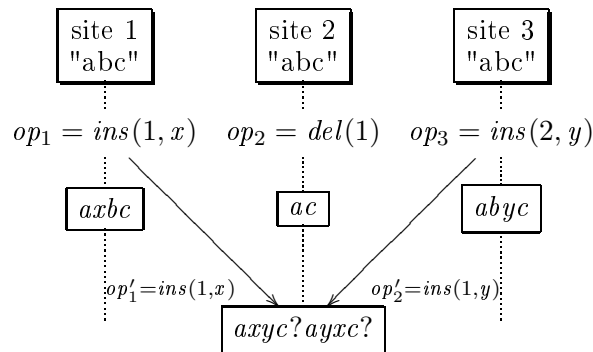 site 1 site 2 site 3
"abc" "abc" "abc"
op₁ = ins(1, x) op₂ = del(1) op₃ = ins(2, y)
axbc ac abyc
op′₁=ins(1,x) op′₂=ins(1,y)
axyc?ayxc?